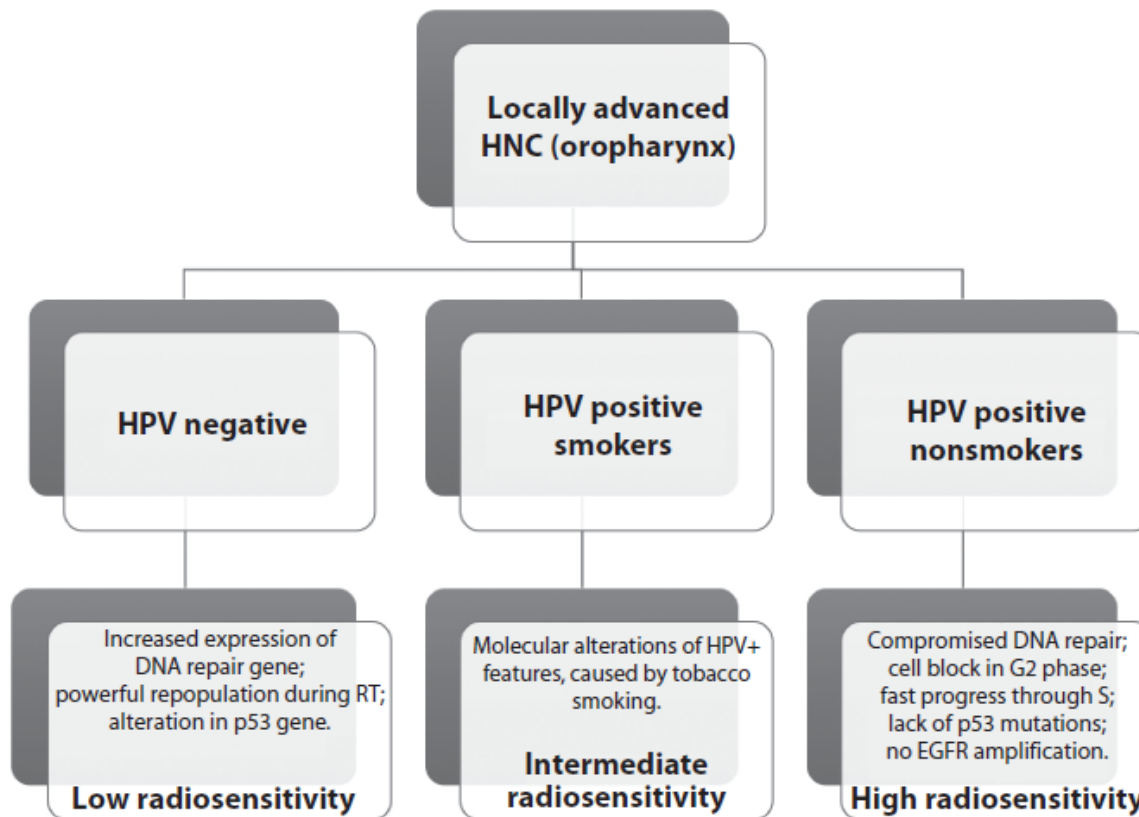 Locally advanced
HNC (oropharynx)
HPV negative
HPV positive
smokers
HPV positive
nonsmokers
Increased expression of
DNA repair gene;
powerful repopulation during RT;
alteration in p53 gene.
Low radiosensitivity
Molecular alterations of HPV+
features, caused by tobacco
smoking.
Intermediate
radiosensitivity
Compromised DNA repair;
cell block in G2 phase;
fast progress through S;
lack of p53 mutations;
no EGFR amplification.
High radiosensitivity